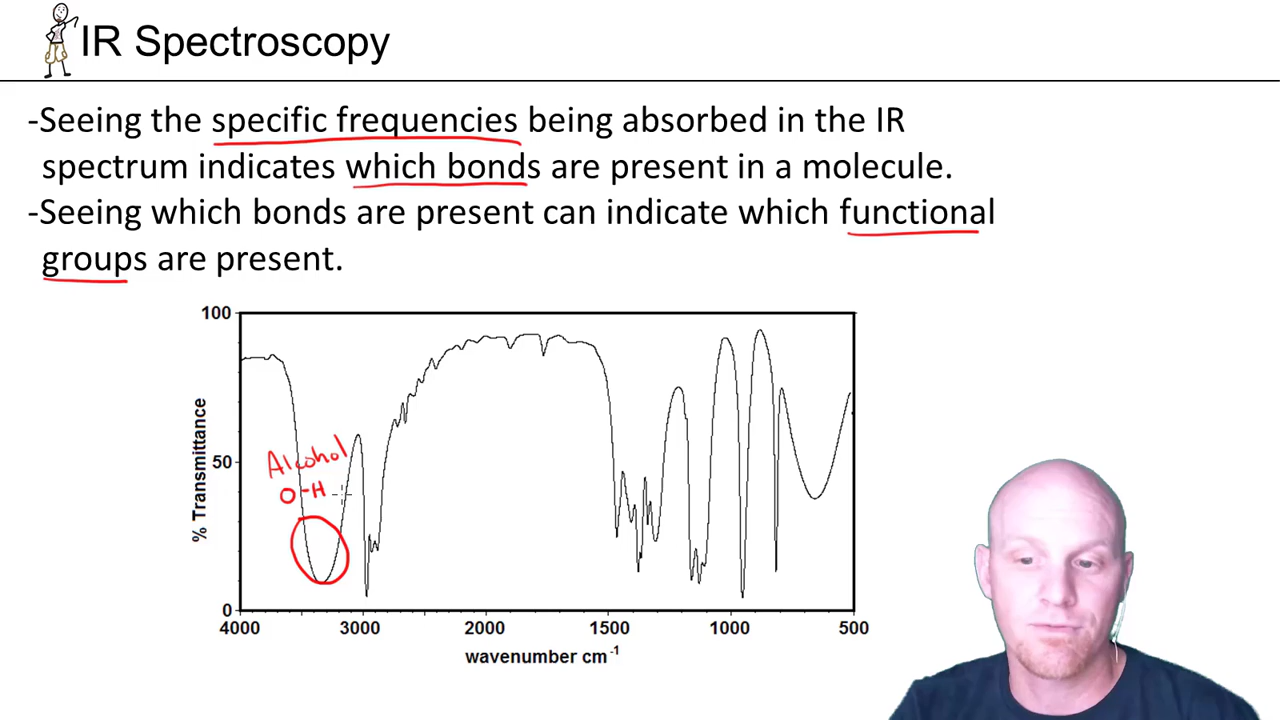 IR Spectroscopy
-Seeing the specific frequencies being absorbed in the IR
spectrum indicates which bonds are present in a molecule.
-Seeing which bonds are present can indicate which functional
groups are present.
100
50
0
% Transmittance
Alcohol
O-H
4000 3000 2000 1500 1000 500
wavenumber cm-1